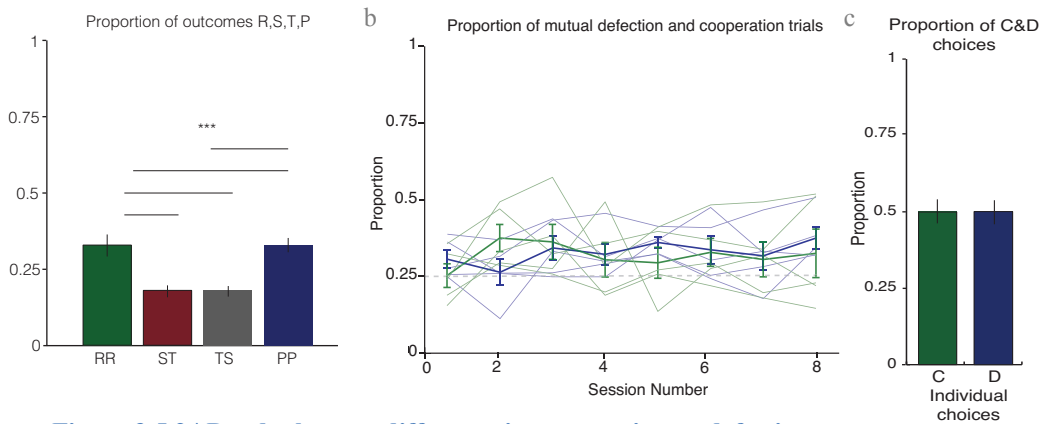 Proportion of outcomes R,S,T,P
1
0.75
0.5
0.25
0
***
RR ST TS PP
b
Proportion of mutual defection and cooperation trials
Proportion
1
0.75
0.5
0.25
0
0 2 4 6 8
Session Number
c
Proportion of C&D
choices
Proportion
1
0.75
0.5
0.25
0
C D
Individual
choices